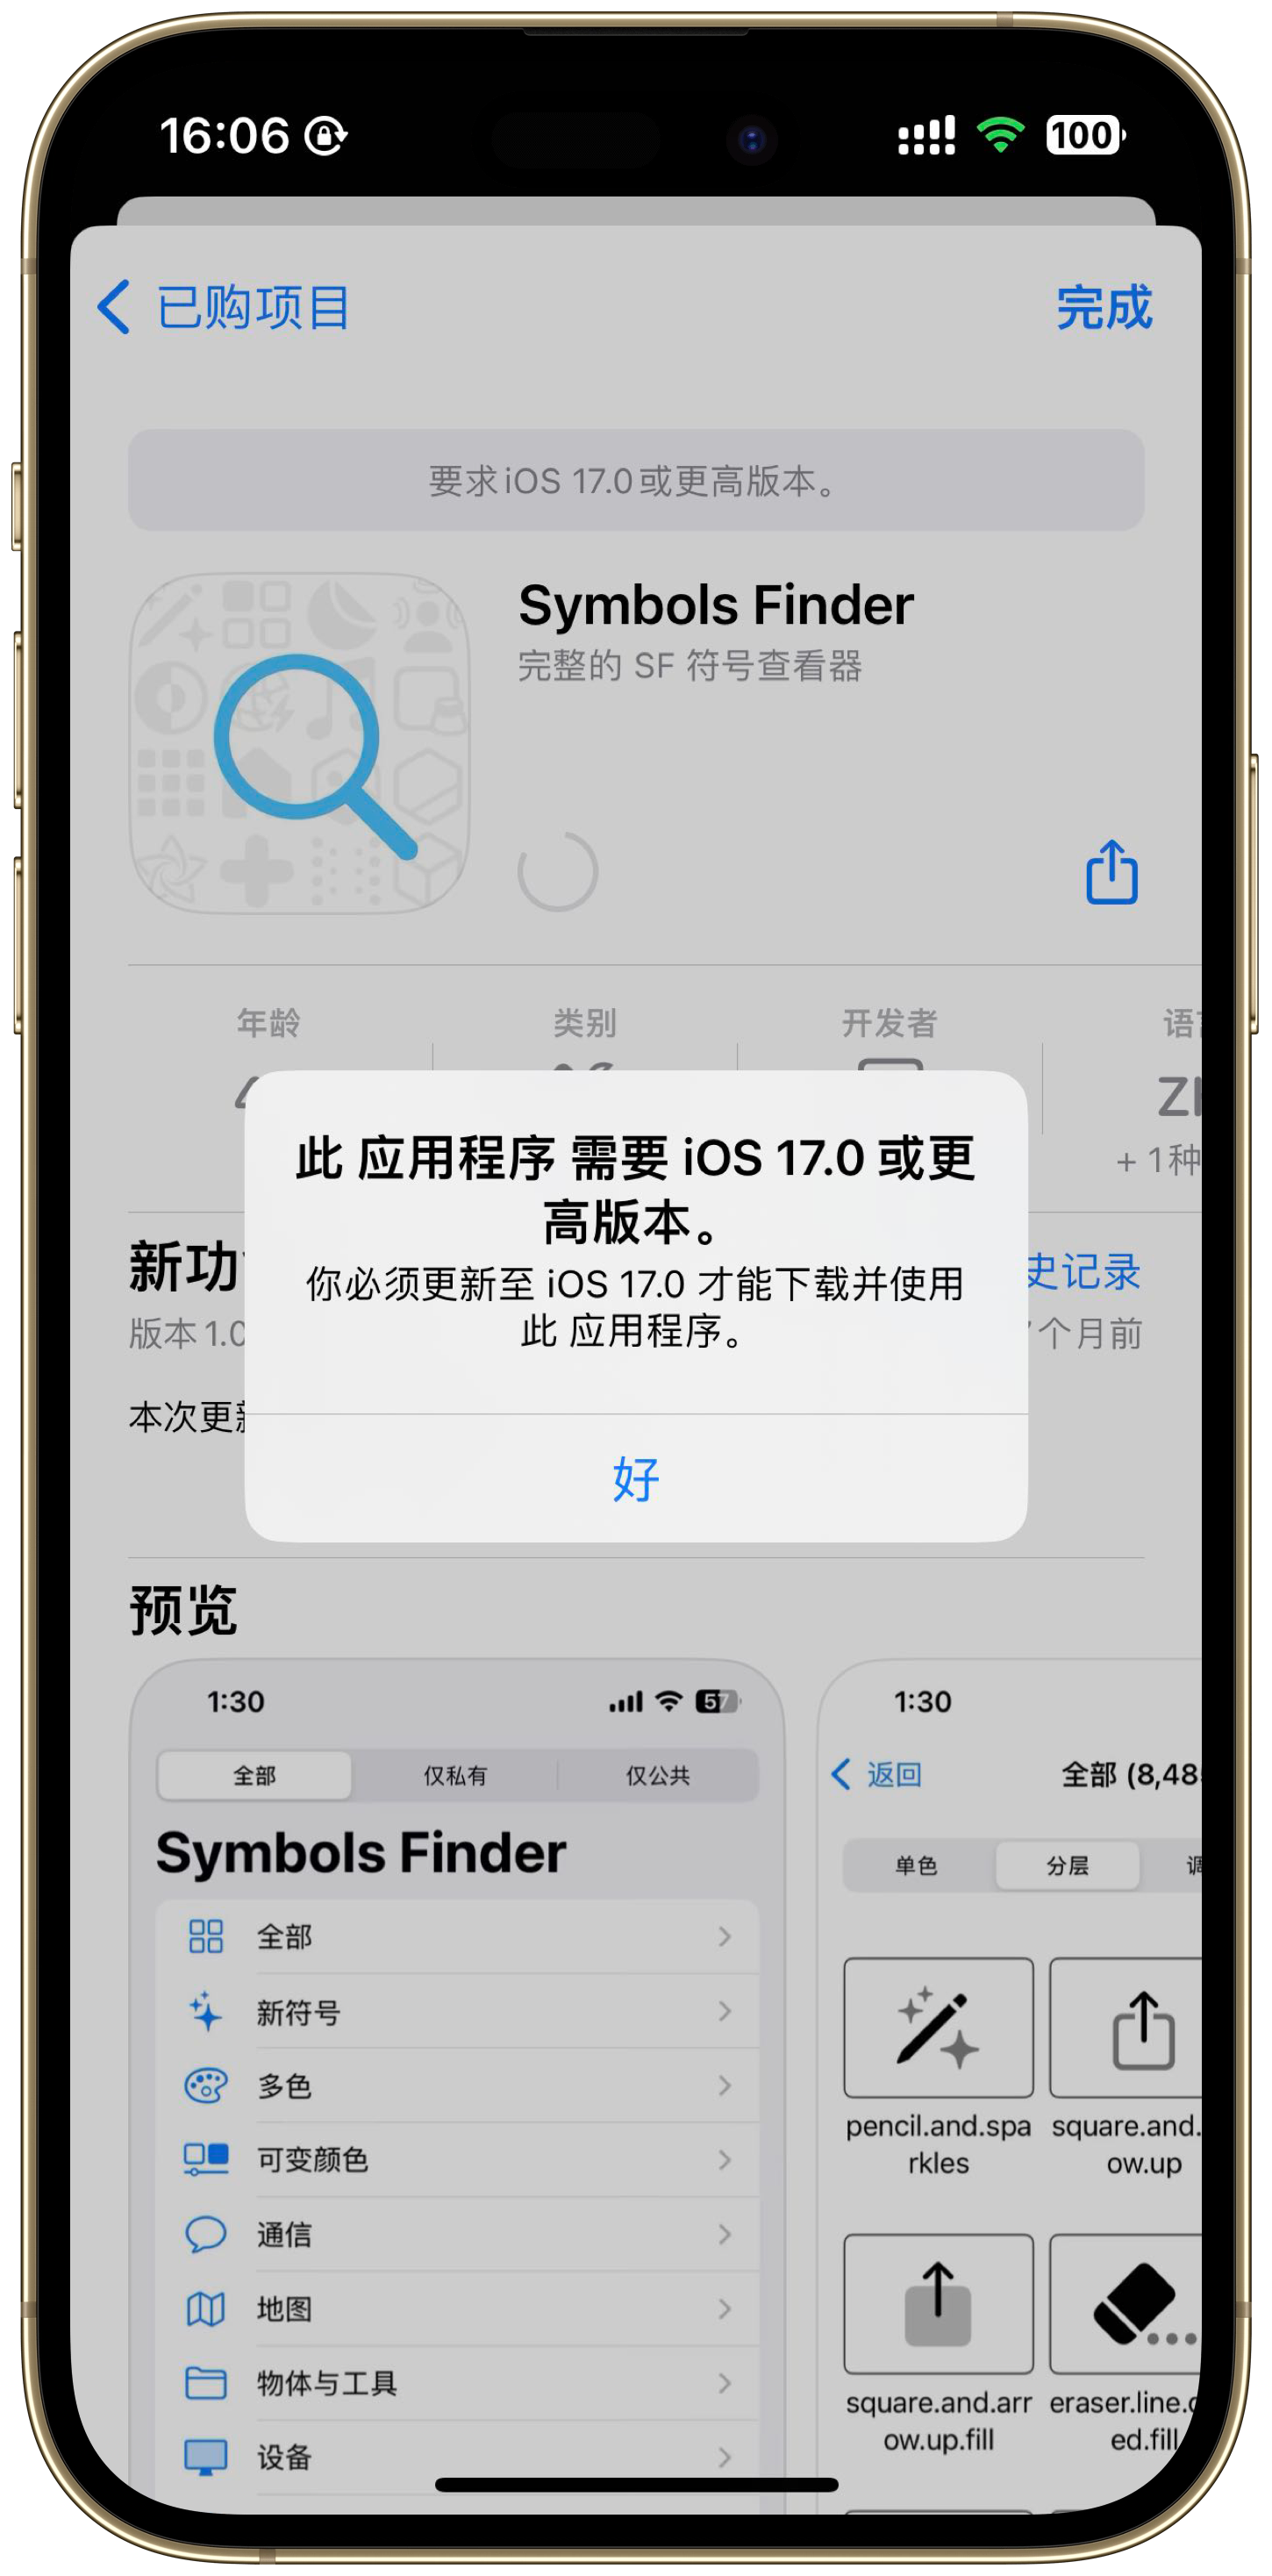 16:06
100
已购项目
完成
要求 iOS 17.0 或更高版本。
Symbols Finder
完整的 SF 符号查看器
年龄
类别
开发者
+ 1种
此 应用程序 需要 iOS 17.0 或更
高版本。
你必须更新至 iOS 17.0 才能下载并使用
此 应用程序。
好
新功
史记录
版本 1.0
个月前
本次更
预览
1:30
57
全部
仅私有
仅公共
Symbols Finder
全部
新符号
多色
可变颜色
通信
地图
物体与工具
设备
1:30
返回
全部 (8,48
单色
分层
pencil.and.spa
rkles
square.and.
ow.up
square.and.arr
ow.up.fill
eraser.line.
ed.fill